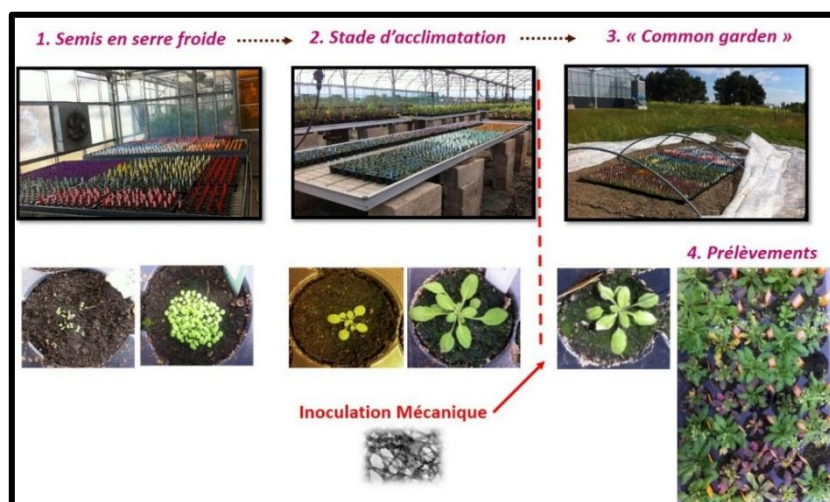 1. Semis en serre froide
2. Stade d'acclimatation
3. « Common garden »
4. Prélèvements
Inoculation Mécanique